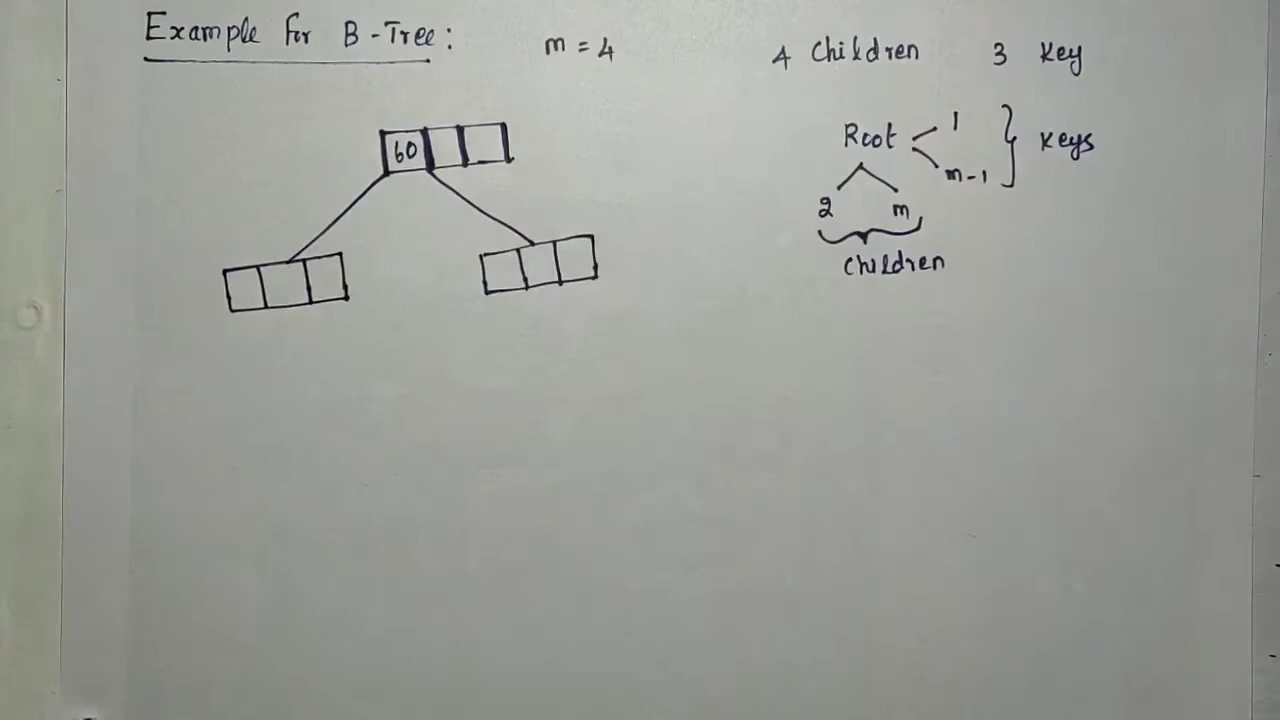 Example for B-Tree:
m = 4
4 Children 3 Key
60
Root 1
m-1
Keys
2 m
Children